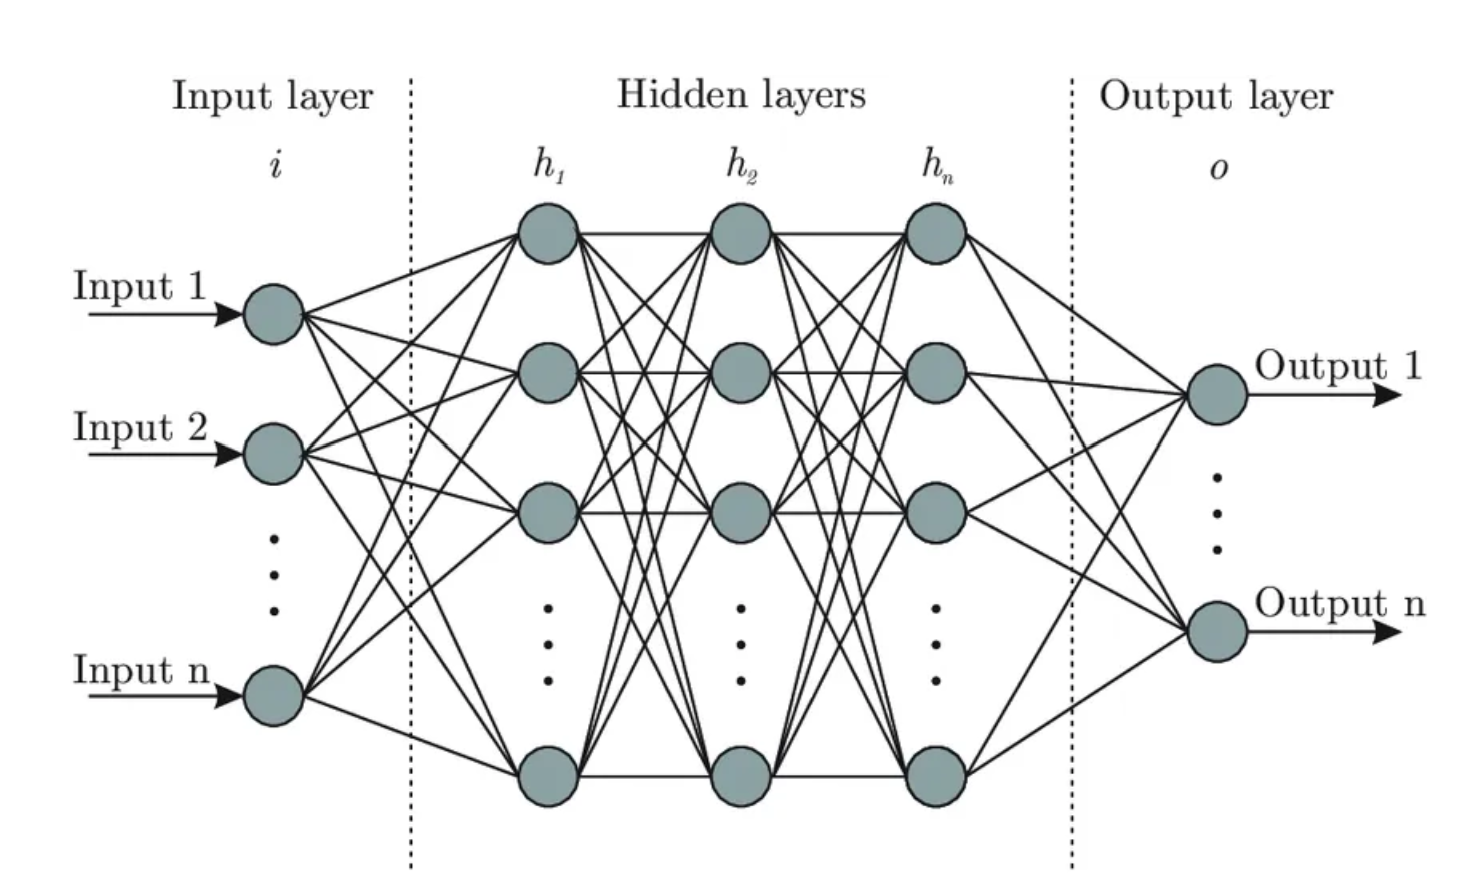 Input layer
Hidden layers
Output layer
i
h₁
h₂
hₙ
o
Input 1
Input 2
Input n
Output 1
Output n